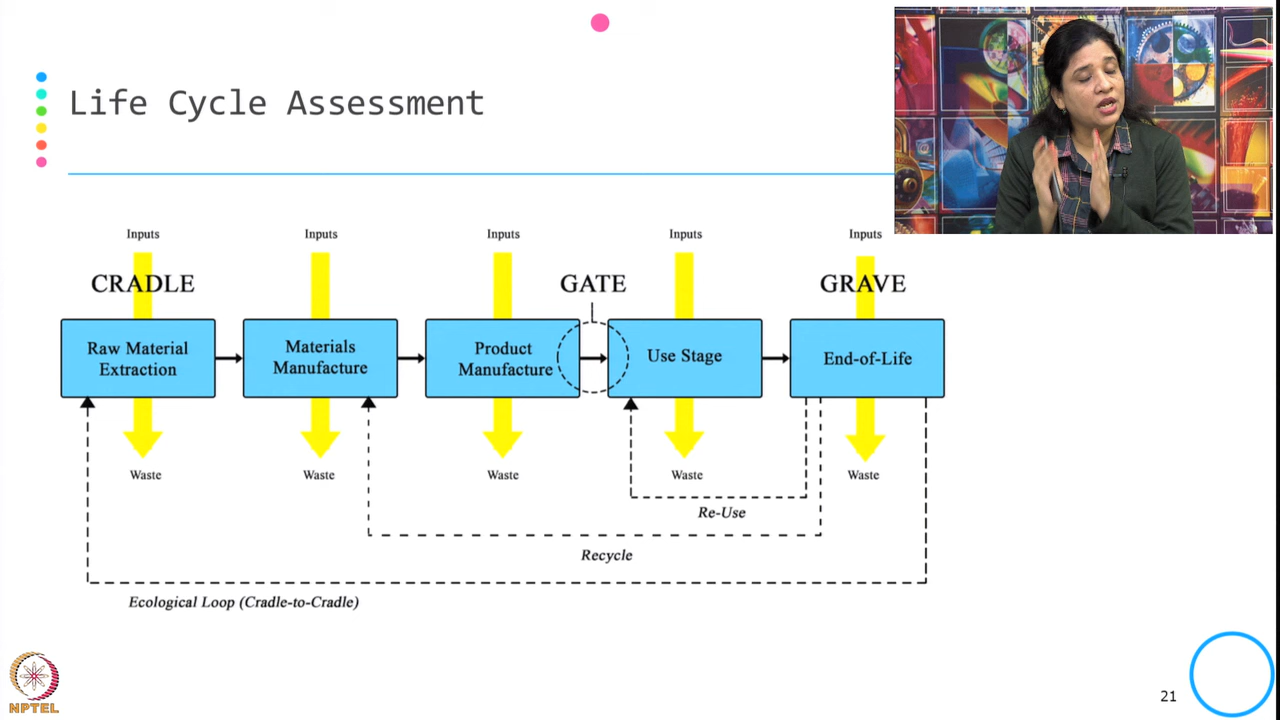 Life Cycle Assessment
Inputs
Inputs
Inputs
Inputs
Inputs
CRADLE
GATE
GRAVE
Raw Material
Extraction
Materials
Manufacture
Product
Manufacture
Use Stage
End-of-Life
Waste
Waste
Waste
Waste
Waste
Re-Use
Recycle
Ecological Loop (Cradle-to-Cradle)
NPTEL
21